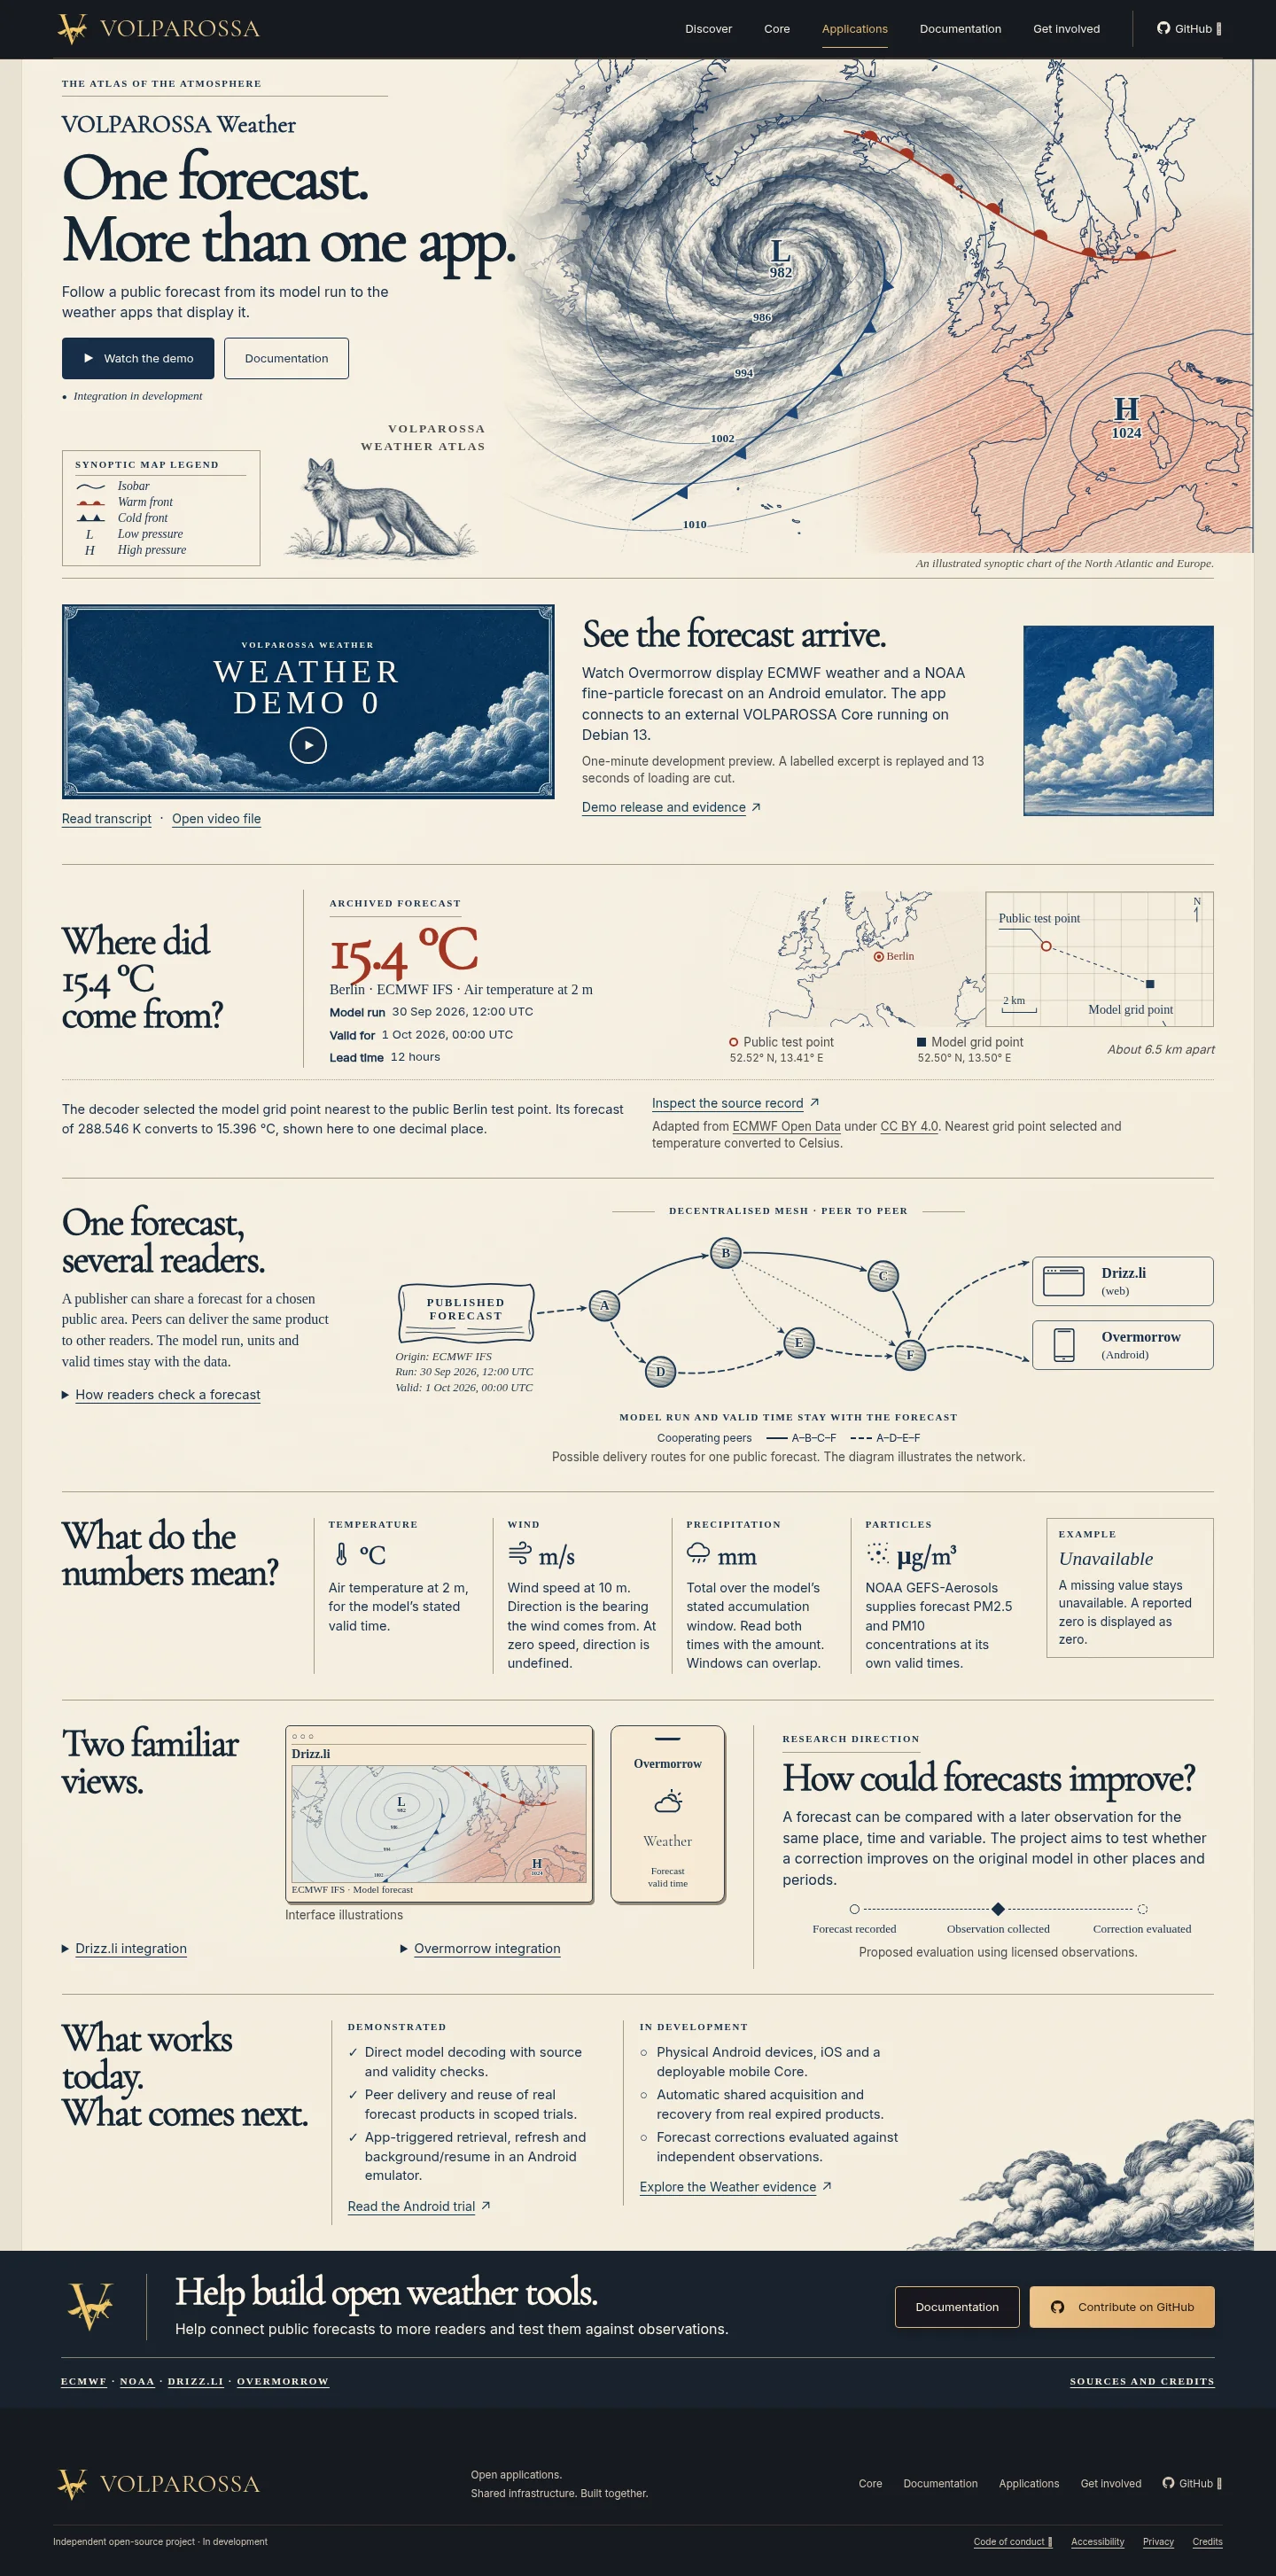 VOLPAROSSA
Discover
Core
Applications
Documentation
Get involved
GitHub
THE ATLAS OF THE ATMOSPHERE
VOLPAROSSA Weather
One forecast.
More than one app.
Follow a public forecast from its model run to the
weather apps that display it.
▶ Watch the demo
Documentation
• Integration in development
VOLPAROSSA
WEATHER ATLAS
SYNOPTIC MAP LEGEND
Isobar
Warm front
Cold front
L Low pressure
H High pressure
L
982
986
994
1002
1010
H
1024
An illustrated synoptic chart of the North Atlantic and Europe.
VOLPAROSSA WEATHER
WEATHER
DEMO 0
Read transcript · Open video file
See the forecast arrive.
Watch Overmorrow display ECMWF weather and a NOAA
fine-particle forecast on an Android emulator. The app
connects to an external VOLPAROSSA Core running on
Debian 13.
One-minute development preview. A labelled excerpt is replayed and 13
seconds of loading are cut.
Demo release and evidence ↗
Where did
15.4 °C
come from?
ARCHIVED FORECAST
15.4 °C
Berlin · ECMWF IFS · Air temperature at 2 m
Model run 30 Sep 2026, 12:00 UTC
Valid for 1 Oct 2026, 00:00 UTC
Lead time 12 hours
Berlin
Public test point
N
2 km
Model grid point
Public test point
52.52° N, 13.41° E
Model grid point
52.50° N, 13.50° E
About 6.5 km apart
The decoder selected the model grid point nearest to the public Berlin test point. Its forecast
of 288.546 K converts to 15.396 °C, shown here to one decimal place.
Inspect the source record ↗
Adapted from ECMWF Open Data under CC BY 4.0. Nearest grid point selected and
temperature converted to Celsius.
One forecast,
several readers.
A publisher can share a forecast for a chosen
public area. Peers can deliver the same product
to other readers. The model run, units and
valid times stay with the data.
▶ How readers check a forecast
DECENTRALISED MESH · PEER TO PEER
PUBLISHED
FORECAST
Origin: ECMWF IFS
Run: 30 Sep 2026, 12:00 UTC
Valid: 1 Oct 2026, 00:00 UTC
A
B
C
D
E
F
Drizz.li
(web)
Overmorrow
(Android)
MODEL RUN AND VALID TIME STAY WITH THE FORECAST
Cooperating peers A–B–C–F A–D–E–F
Possible delivery routes for one public forecast. The diagram illustrates the network.
What do the
numbers mean?
TEMPERATURE
°C
Air temperature at 2 m,
for the model's stated
valid time.
WIND
m/s
Wind speed at 10 m.
Direction is the bearing
the wind comes from. At
zero speed, direction is
undefined.
PRECIPITATION
mm
Total over the model's
stated accumulation
window. Read both
times with the amount.
Windows can overlap.
PARTICLES
µg/m³
NOAA GEFS-Aerosols
supplies forecast PM2.5
and PM10
concentrations at its
own valid times.
EXAMPLE
Unavailable
A missing value stays
unavailable. A reported
zero is displayed as
zero.
Two familiar
views.
Drizz.li
L
982
986
994
1002
H
1024
ECMWF IFS · Model forecast
Overmorrow
Weather
Forecast
valid time
Interface illustrations
▶ Drizz.li integration
▶ Overmorrow integration
RESEARCH DIRECTION
How could forecasts improve?
A forecast can be compared with a later observation for the
same place, time and variable. The project aims to test whether
a correction improves on the original model in other places and
periods.
Forecast recorded
Observation collected
Correction evaluated
Proposed evaluation using licensed observations.
What works
today.
What comes next.
DEMONSTRATED
✓ Direct model decoding with source
and validity checks.
✓ Peer delivery and reuse of real
forecast products in scoped trials.
✓ App-triggered retrieval, refresh and
background/resume in an Android
emulator.
Read the Android trial ↗
IN DEVELOPMENT
○ Physical Android devices, iOS and a
deployable mobile Core.
○ Automatic shared acquisition and
recovery from real expired products.
○ Forecast corrections evaluated against
independent observations.
Explore the Weather evidence ↗
Help build open weather tools.
Help connect public forecasts to more readers and test them against observations.
Documentation
Contribute on GitHub
ECMWF · NOAA · DRIZZ.LI · OVERMORROW
SOURCES AND CREDITS
VOLPAROSSA
Open applications.
Shared infrastructure. Built together.
Core
Documentation
Applications
Get involved
GitHub
Independent open-source project · In development
Code of conduct
Accessibility
Privacy
Credits